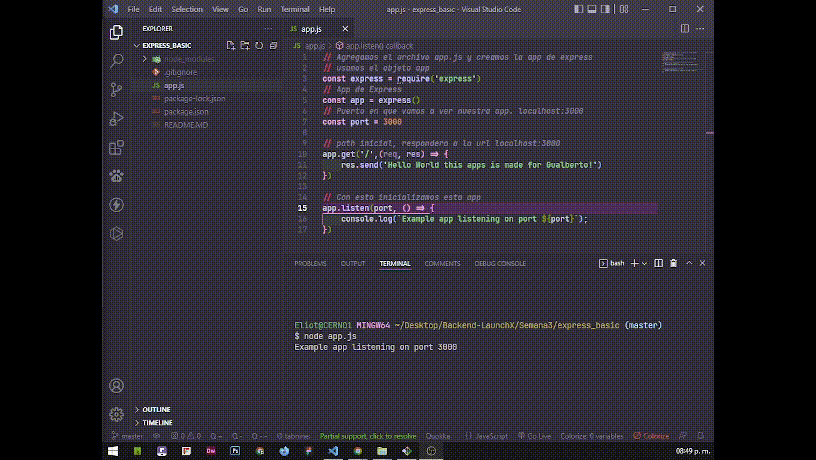 File Edit Selection View Go Run Terminal Help app.js - express_basic - Visual Studio Code
EXPLORER
EXPRESS_BASIC
node_modules
.gitignore
JS app.js
package-lock.json
package.json
README.MD
OUTLINE
TIMELINE
JS app.js
JS app.js > app.listen() callback
1 // Agregamos el archivo app.js y creamos la app de express
2 // usamos el objeto app
3 const express = require('express')
4 // App de Express
5 const app = express()
6 // Puerto en que vamos a ver nuestra app. localhost:3000
7 const port = 3000
8
9 // path inicial, respondera a la url localhost:3000
10 app.get('/',(req, res) => {
11 res.send('Hello World this apps is made for Gualberto!')
12 })
13
14 // Con esto inicializamos esta app
15 app.listen(port, () => {
16 console.log(`Example app listening on port ${port}`);
17 })
PROBLEMS OUTPUT TERMINAL COMMENTS DEBUG CONSOLE bash
Eliot@CERN01 MINGW64 ~/Desktop/Backend-LaunchX/Semana3/express_basic (master)
$ node app.js
Example app listening on port 3000
master 0 0 tabnine Partial support, click to resolve Quokka {} JavaScript Go Live Colorize: 0 variables Colorize
08:49 p. m.